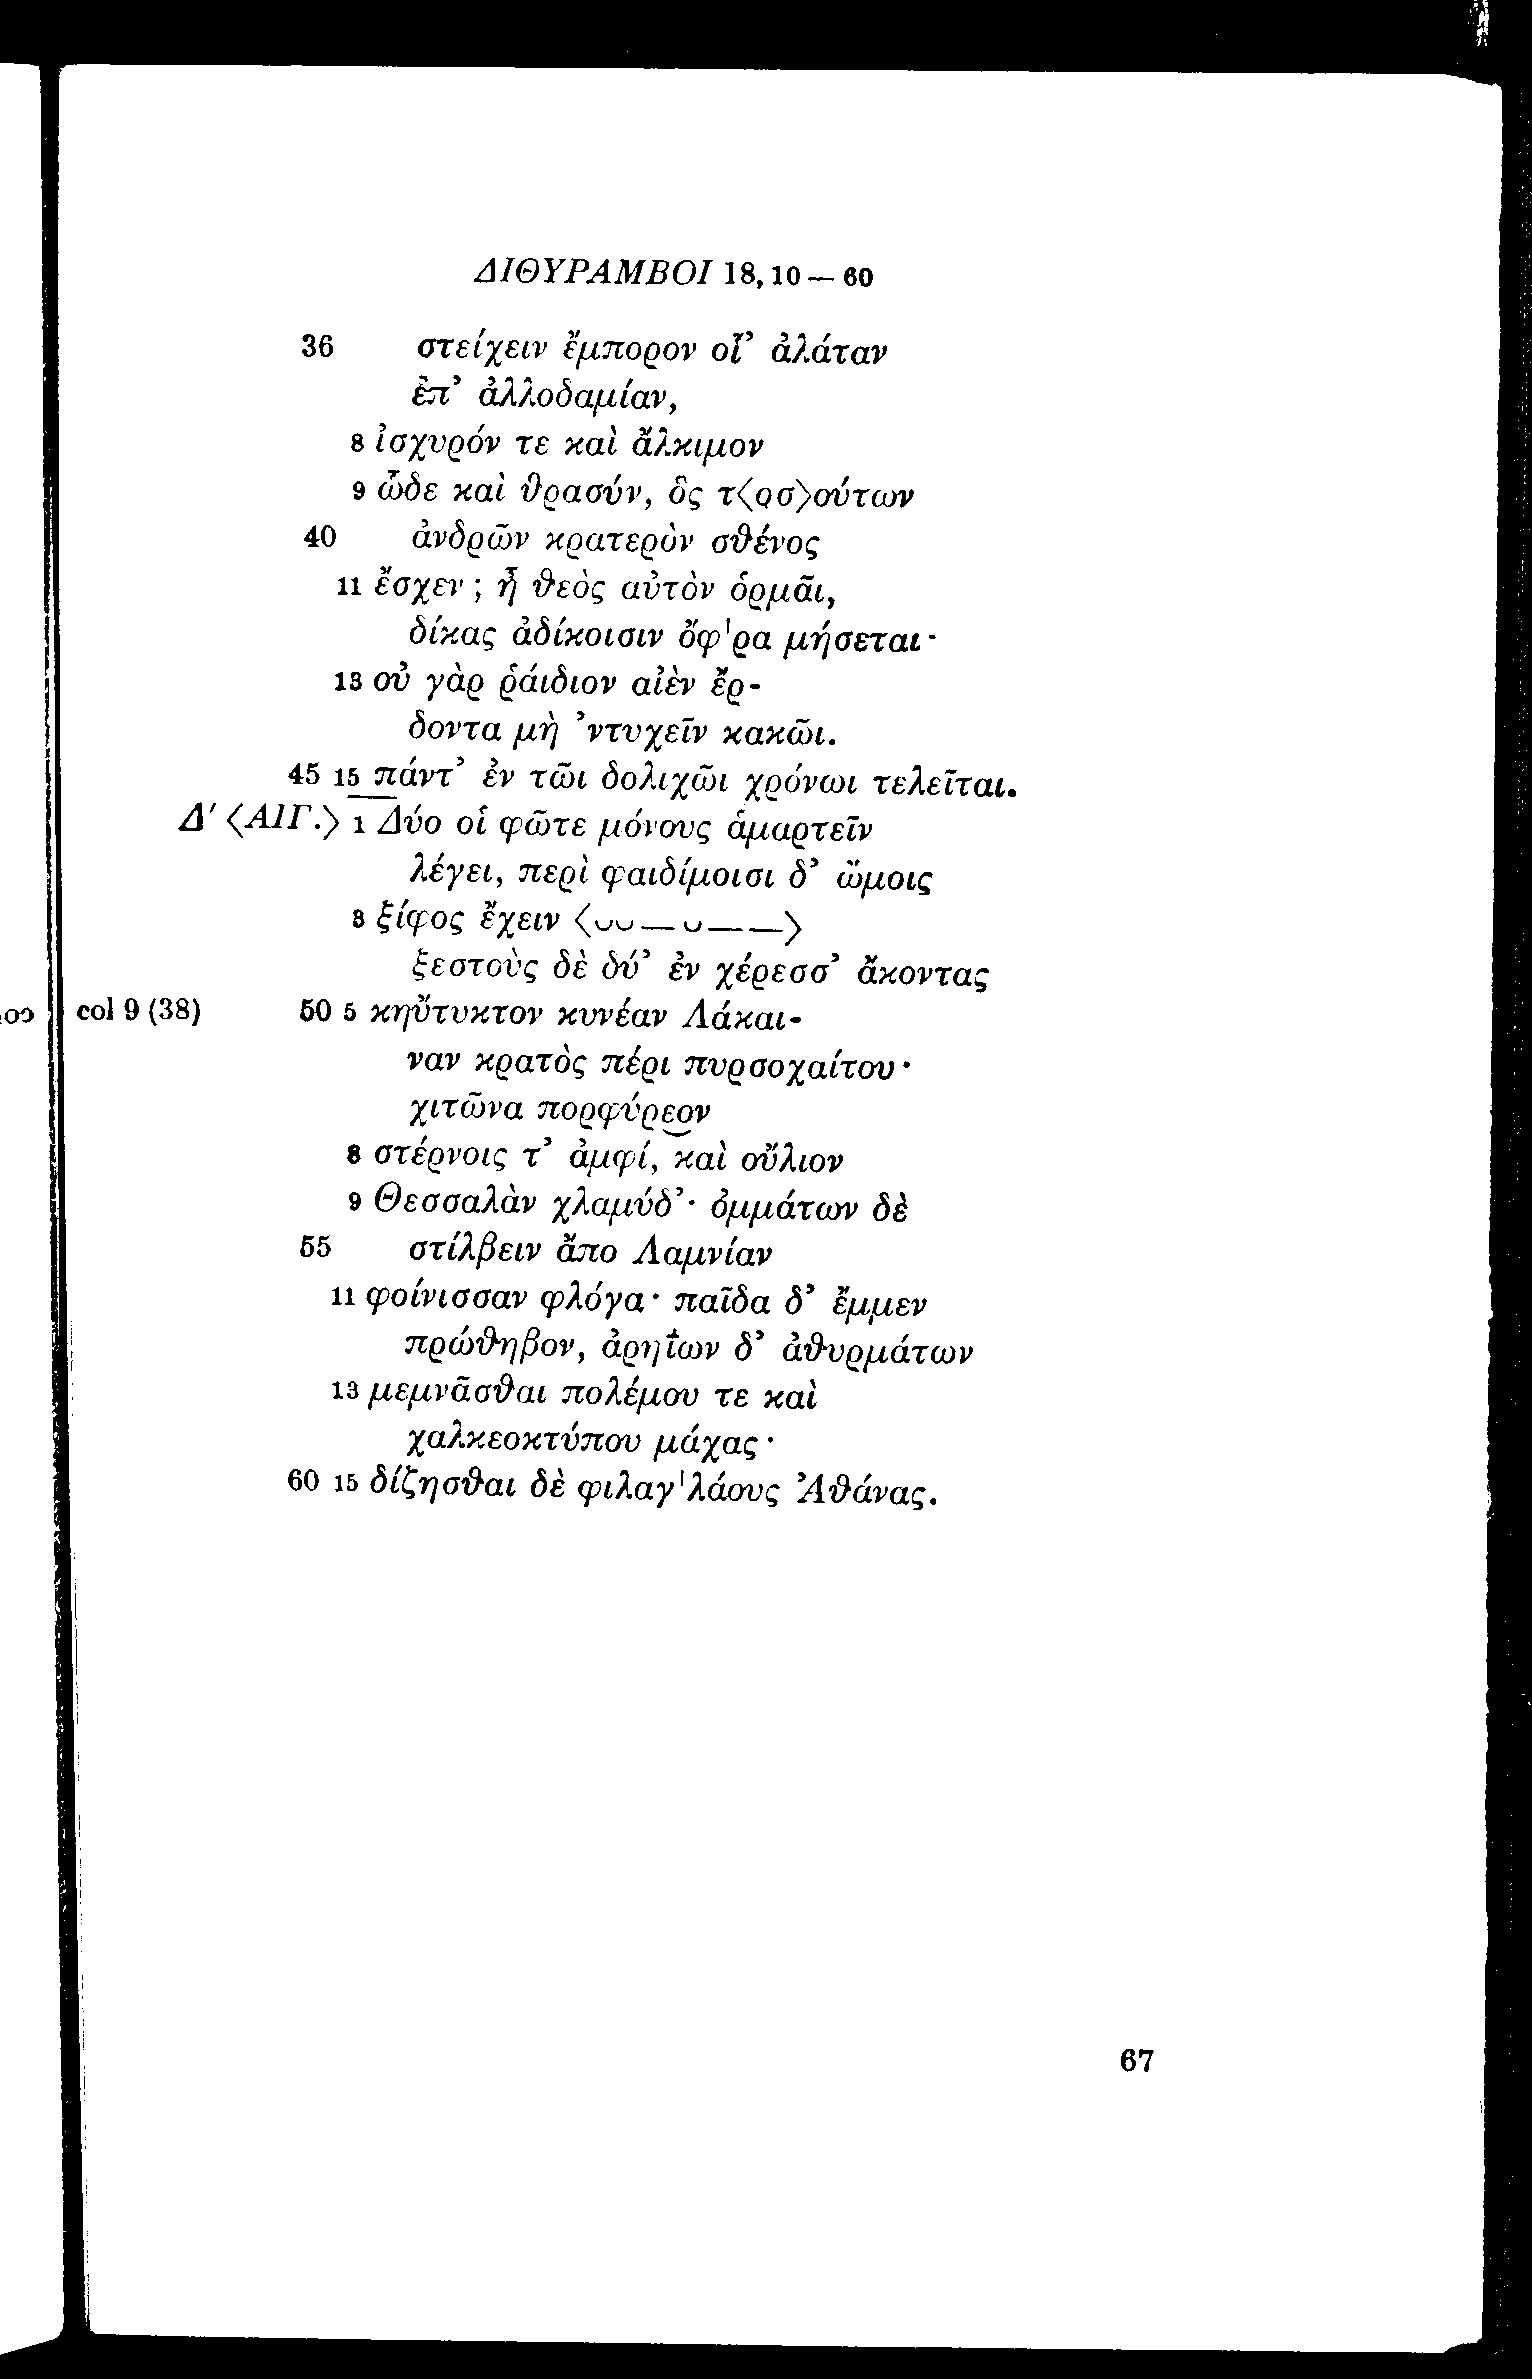 ΔΙΘΥΡΑΜΒΟΙ 18, 10 — 60
36 στείχειν ἔμπορον οἷ’ ἀλάταν
ἐπ’ ἀλλοδαμίαν,
8 ἰσχυρόν τε καὶ ἄλκιμον
9 ὧδε καὶ θρασύν, ὃς τ⟨οσ⟩ούτων
40 ἀνδρῶν κρατερὸν σθένος
11 ἔσχεν; ἦ θεὸς αὐτὸν ὁρμᾶι,
δίκας ἀδίκοισιν ὄφ'ρα μήσεται·
13 οὐ γὰρ ῥάιδιον αἰὲν ἔρ-
δοντα μὴ ’ντυχεῖν κακῶι.
45 15 πάντ’ ἐν τῶι δολιχῶι χρόνωι τελεῖται.
Δ' ⟨ΑΙΓ.⟩ 1 Δύο οἱ φῶτε μόνους ἁμαρτεῖν
λέγει, περὶ φαιδίμοισι δ’ ὤμοις
3 ξίφος ἔχειν ⟨⏑⏑—⏑——⟩
ξεστοὺς δὲ δύ’ ἐν χέρεσσ’ ἄκοντας
col 9 (38) 50 5 κηὔτυκτον κυνέαν Λάκαι-
ναν κρατὸς πέρι πυρσοχαίτου·
χιτῶνα πορφύρεον
8 στέρνοις τ’ ἀμφί, καὶ οὔλιον
9 Θεσσαλὰν χλαμύδ’· ὀμμάτων δὲ
55 στίλβειν ἄπο Λαμνίαν
11 φοίνισσαν φλόγα· παῖδα δ’ ἔμμεν
πρώθηβον, ἀρηΐων δ’ ἀθυρμάτων
13 μεμνᾶσθαι πολέμου τε καὶ
χαλκεοκτύπου μάχας·
60 15 δίζησθαι δὲ φιλαγ'λάους Ἀθάνας.
67